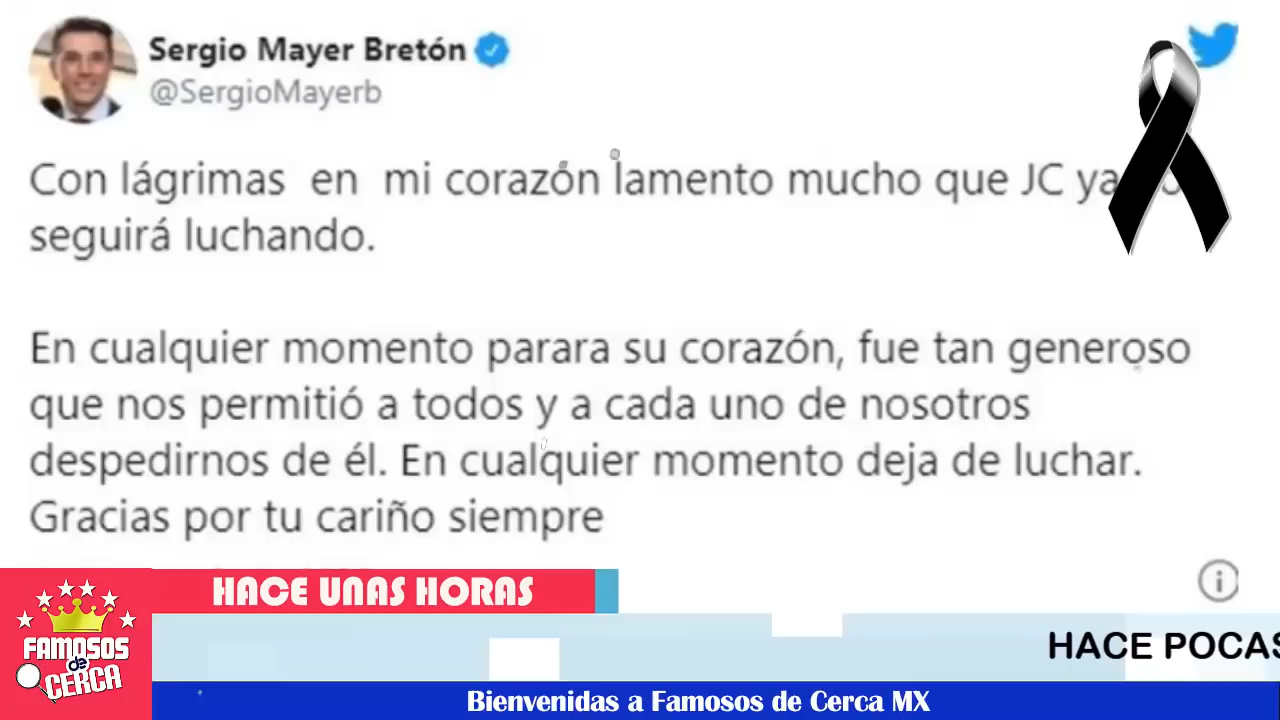 Sergio Mayer Bretón
@SergioMayerb
Con lágrimas en mi corazón lamento mucho que JC ya
seguirá luchando.
En cualquier momento parara su corazón, fue tan generoso
que nos permitió a todos y a cada uno de nosotros
despedirnos de él. En cualquier momento deja de luchar.
Gracias por tu cariño siempre
HACE UNAS HORAS
FAMOSOS
de
CERCA
HACE POCAS
Bienvenidas a Famosos de Cerca MX